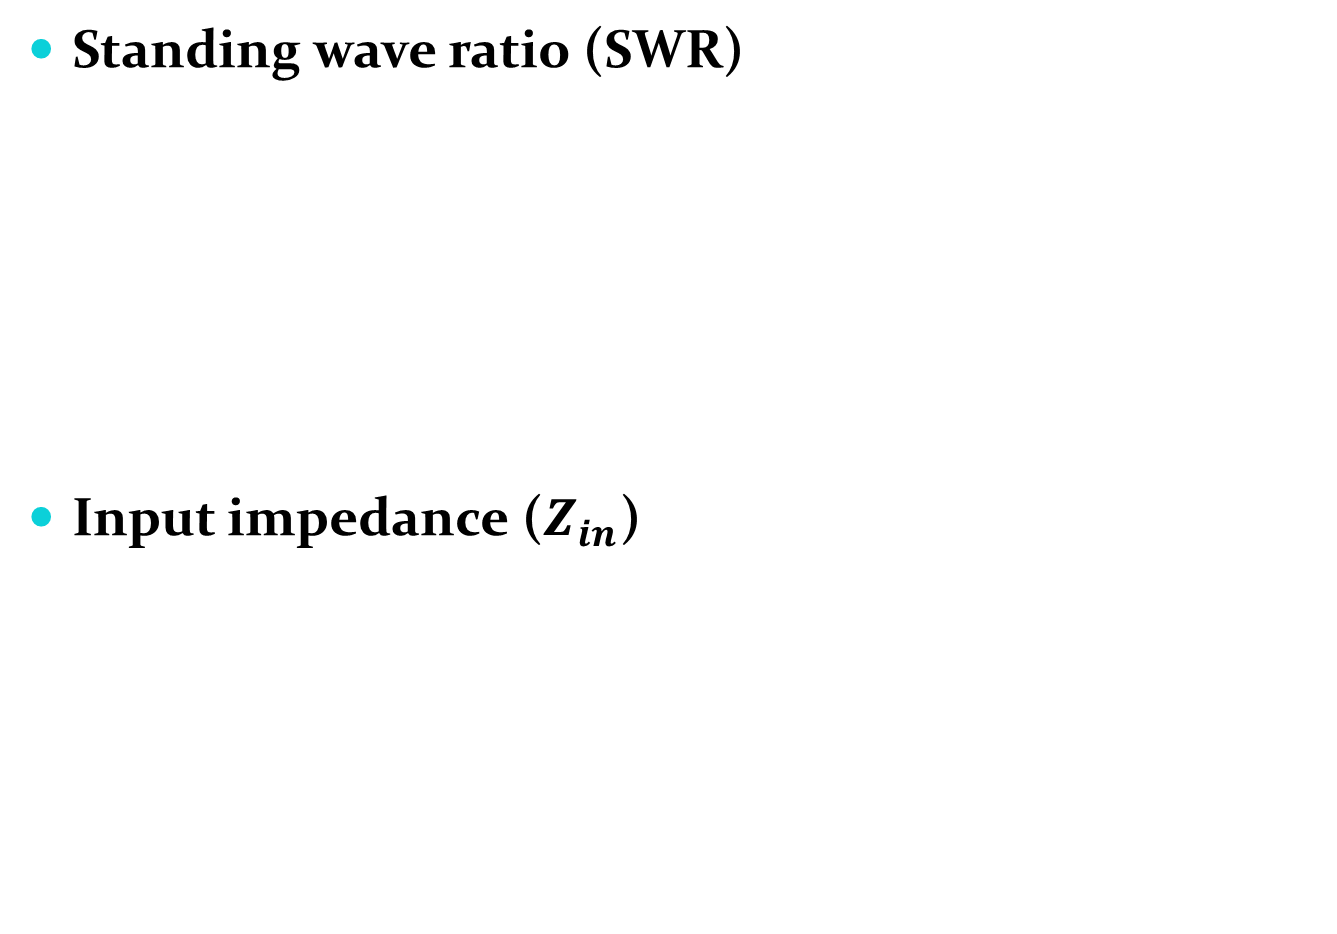 • Standing wave ratio (SWR)
• Input impedance (Z_in)